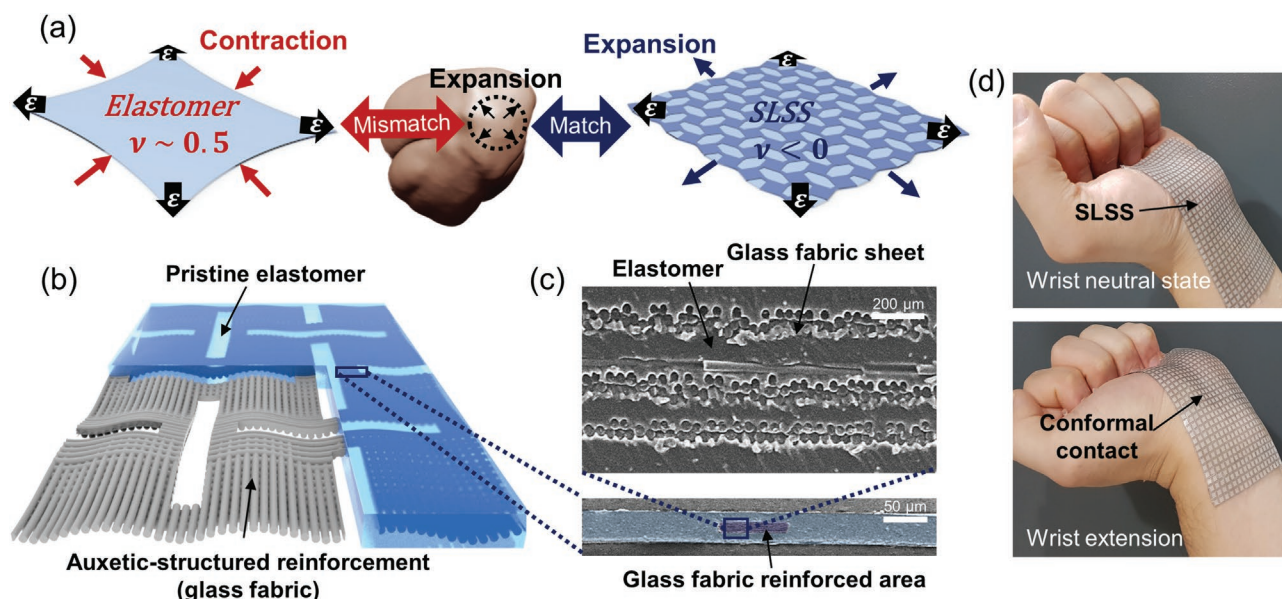 (a)
Contraction
Expansion
Expansion
ε
ε
ε
ε
Elastomer
ν ~ 0.5
Mismatch
Match
SLSS
ν < 0
ε
ε
ε
ε
(b)
Pristine elastomer
Auxetic-structured reinforcement
(glass fabric)
(c)
Elastomer
Glass fabric sheet
200 μm
50 μm
Glass fabric reinforced area
(d)
SLSS
Wrist neutral state
Conformal
contact
Wrist extension